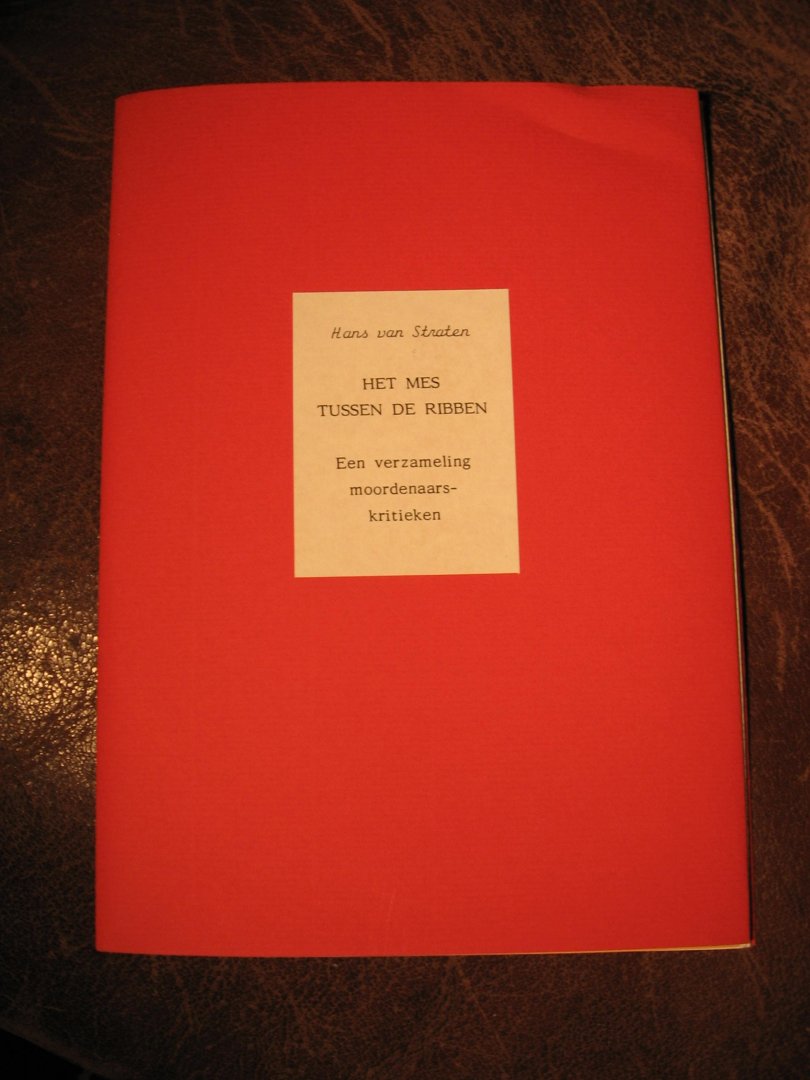 Hans van Straten
HET MES
TUSSEN DE RIBBEN
Een verzameling
moordenaars-
kritieken